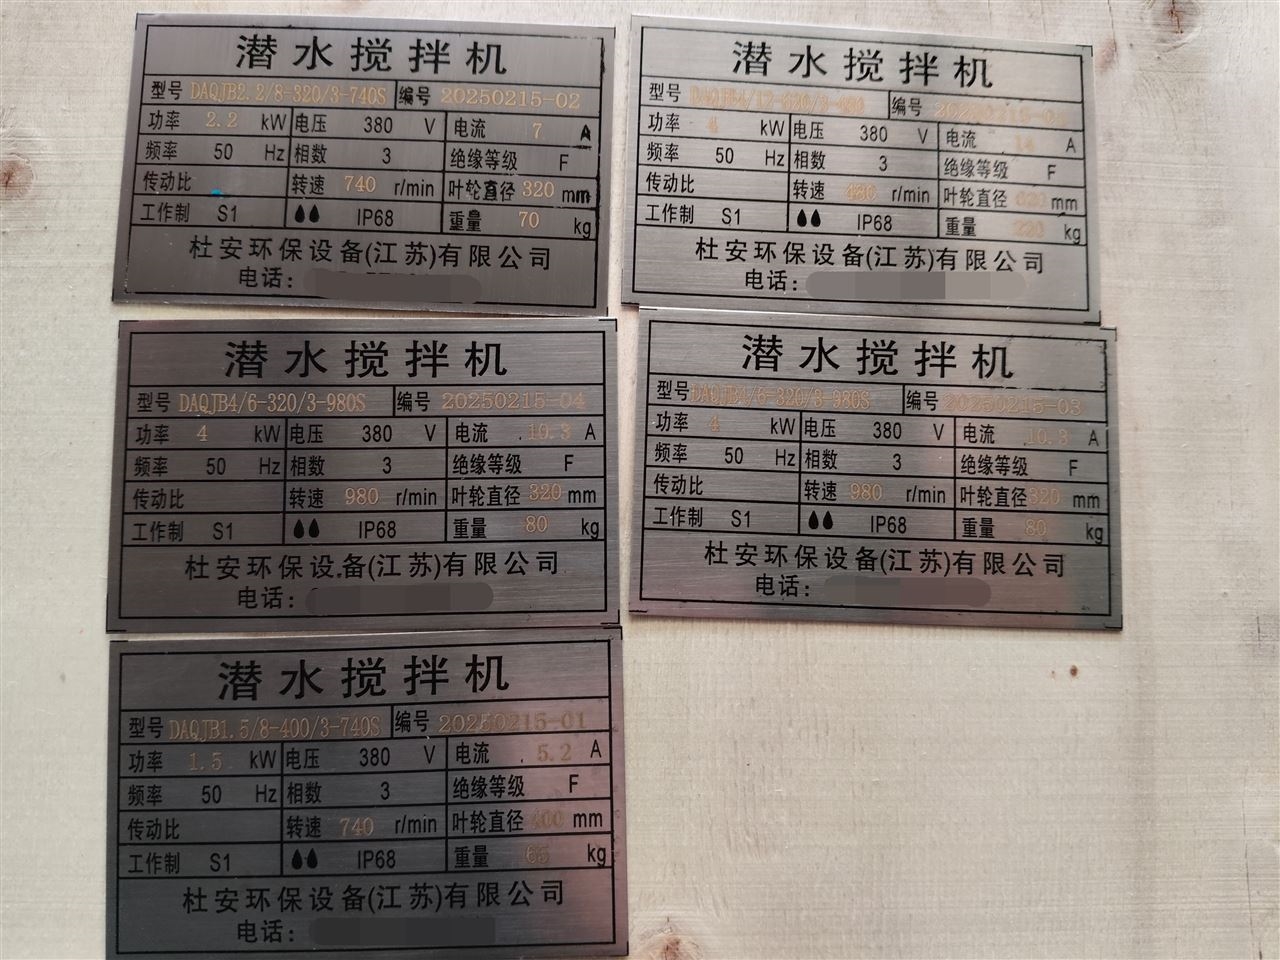 潜水搅拌机
型号 DAQJB2.2/8-320/3-740S 编号 20250215-02
功率 2.2 kW 电压 380 V 电流 7 A
频率 50 Hz 相数 3 绝缘等级 F
传动比 转速 740 r/min 叶轮直径 320 mm
工作制 S1 IP68 重量 70 kg
杜安环保设备(江苏)有限公司
电话:
潜水搅拌机
型号 DAQJB4/12-620/3-480 编号
功率 4 kW 电压 380 V 电流 14 A
频率 50 Hz 相数 3 绝缘等级 F
传动比 转速 480 r/min 叶轮直径 620 mm
工作制 S1 IP68 重量 220 kg
杜安环保设备(江苏)有限公司
电话:
潜水搅拌机
型号 DAQJB4/6-320/3-980S 编号 20250215-04
功率 4 kW 电压 380 V 电流 10.3 A
频率 50 Hz 相数 3 绝缘等级 F
传动比 转速 980 r/min 叶轮直径 320 mm
工作制 S1 IP68 重量 80 kg
杜安环保设备(江苏)有限公司
电话:
潜水搅拌机
型号 DAQJB4/6-320/3-980S 编号 20250215-03
功率 4 kW 电压 380 V 电流 10.3 A
频率 50 Hz 相数 3 绝缘等级 F
传动比 转速 980 r/min 叶轮直径 320 mm
工作制 S1 IP68 重量 80 kg
杜安环保设备(江苏)有限公司
电话:
潜水搅拌机
型号 DAQJB1.5/8-400/3-740S 编号 20250215-01
功率 1.5 kW 电压 380 V 电流 5.2 A
频率 50 Hz 相数 3 绝缘等级 F
传动比 转速 740 r/min 叶轮直径 400 mm
工作制 S1 IP68 重量 65 kg
杜安环保设备(江苏)有限公司
电话: